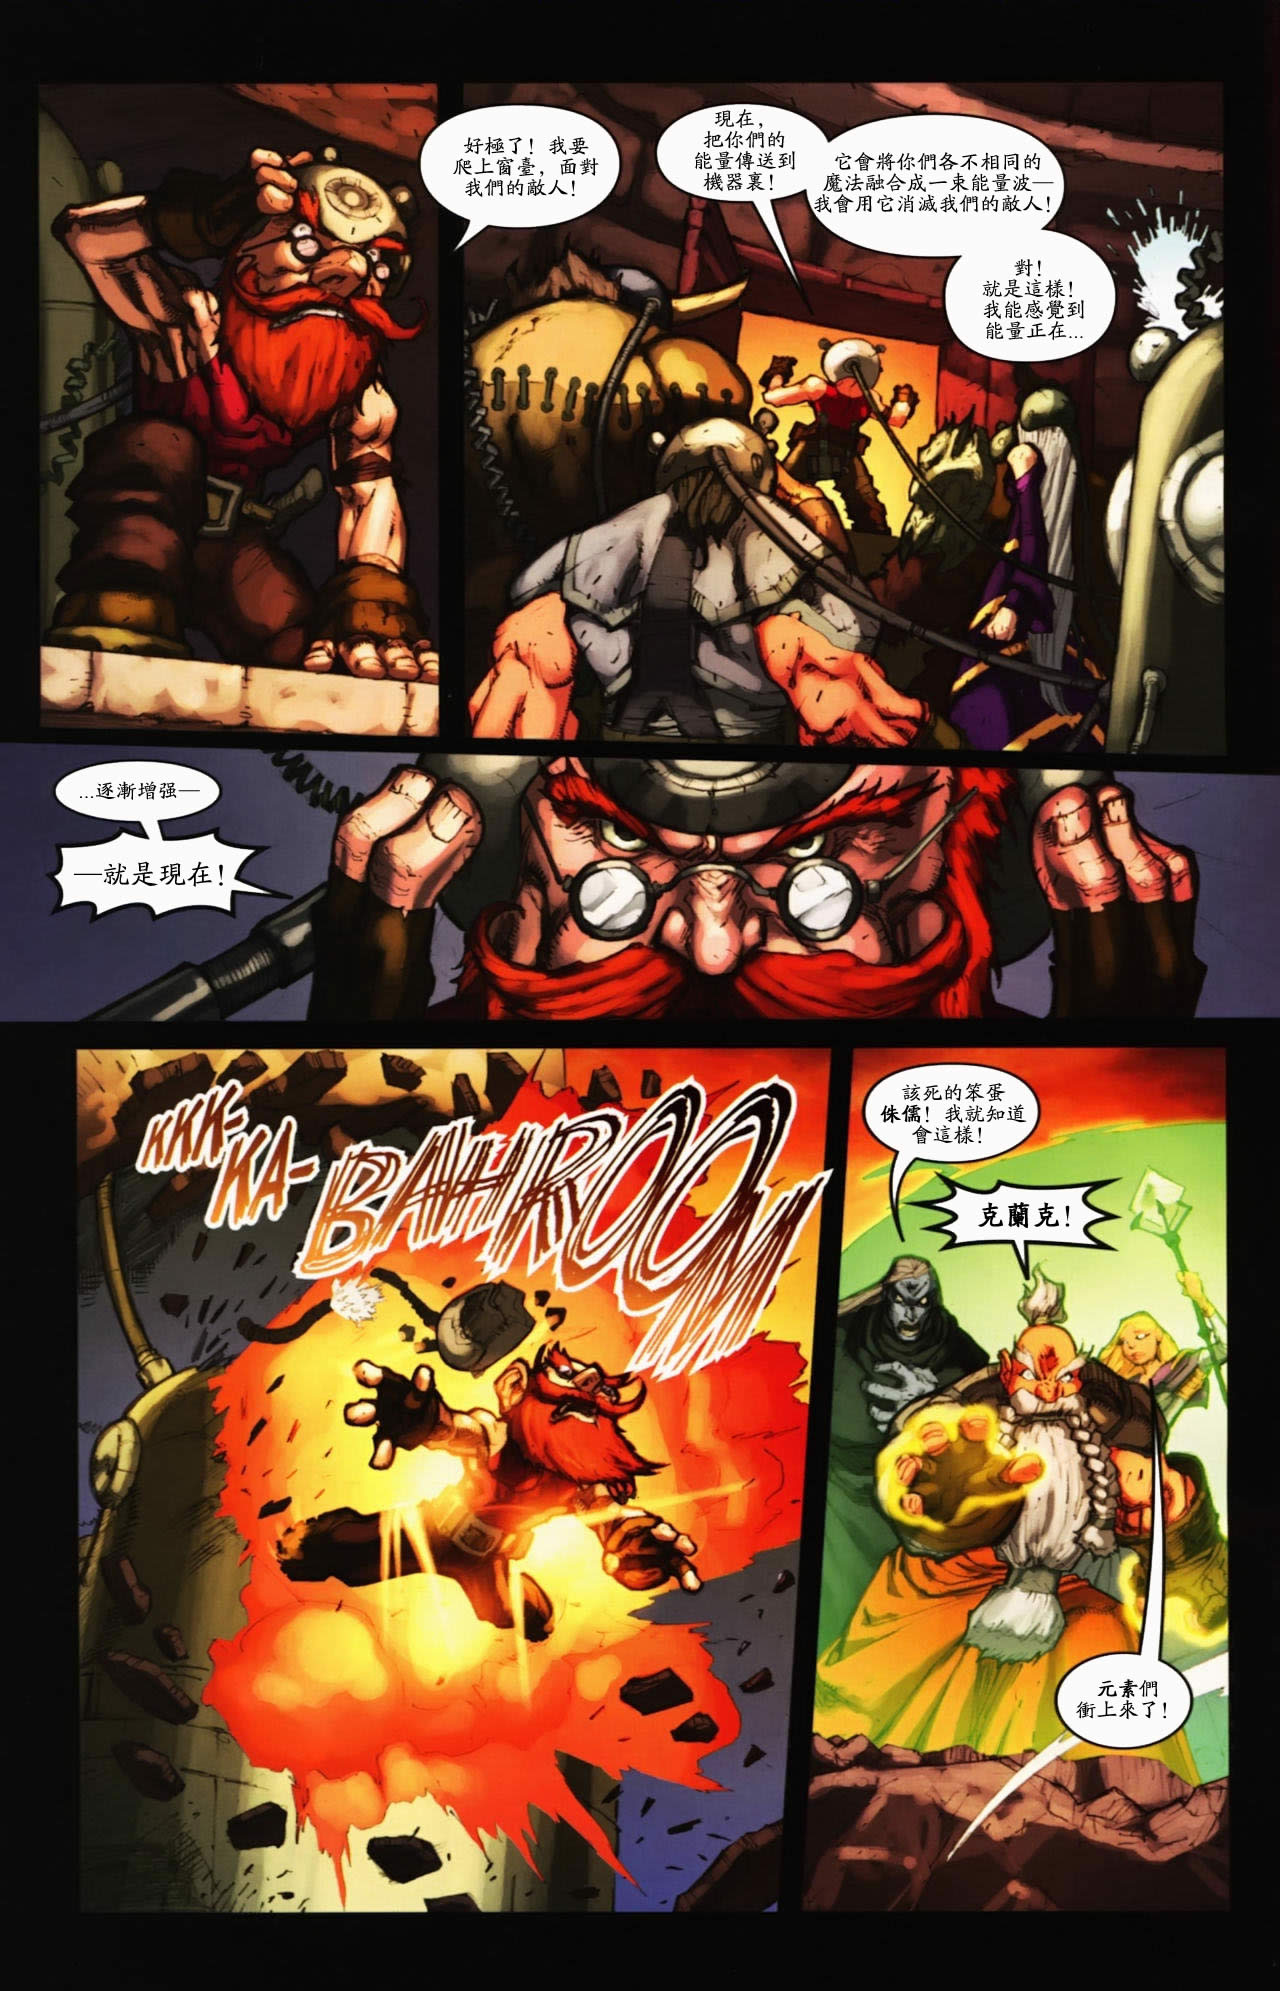 好極了！我要
爬上窗臺，面對
我們的敵人！
現在，
把你們的
能量傳送到
機器裏！
它會將你們各不相同的
魔法融合成一束能量波—
我會用它消滅我們的敵人！
對！
就是這樣！
我能感覺到
能量正在…
…逐漸增强—
—就是現在！
KKK-
KA-
BAHROOM
該死的笨蛋
侏儒！我就知道
會這樣！
克蘭克！
元素們
衝上來了！